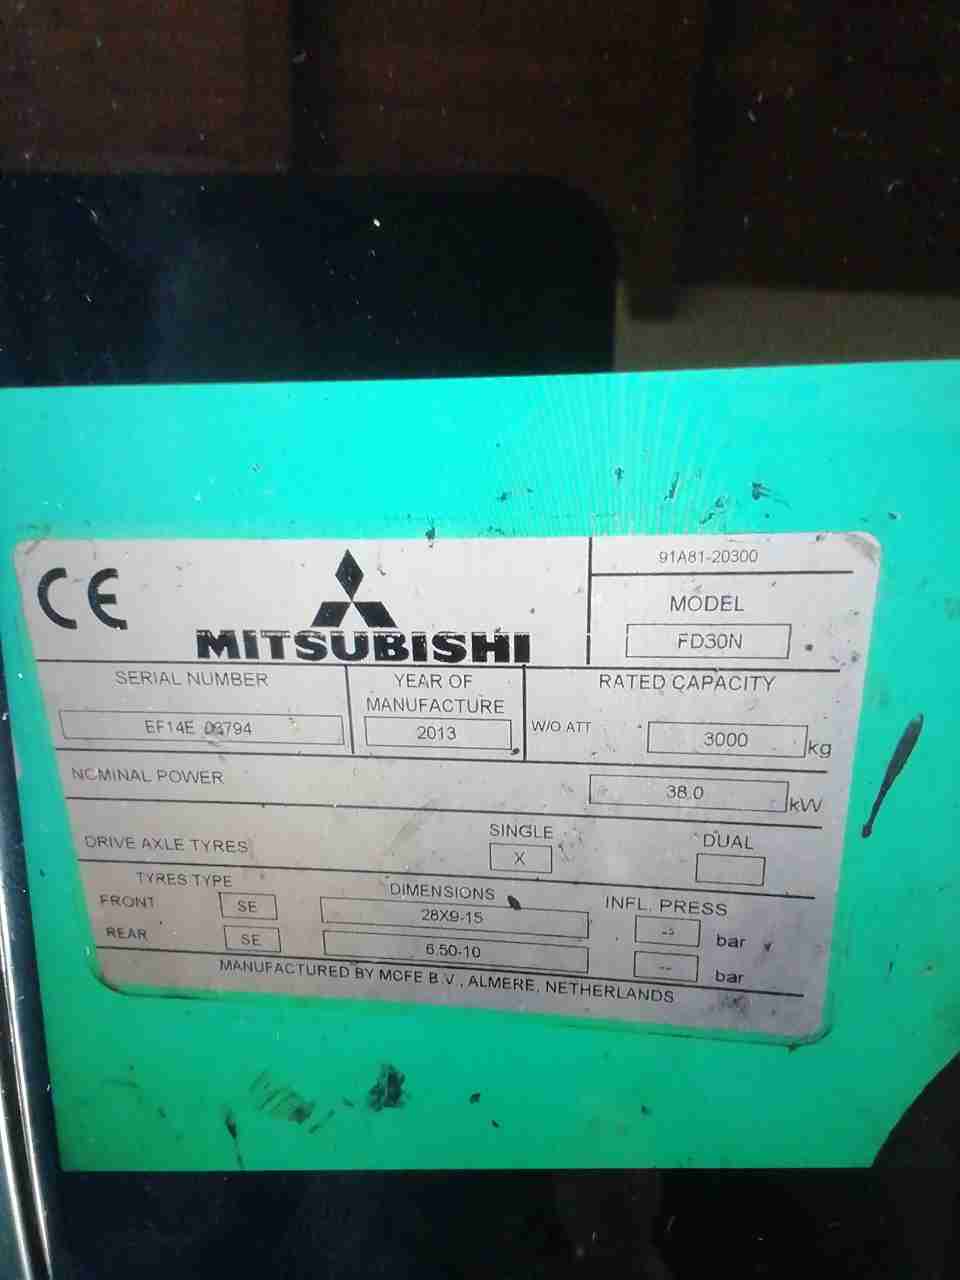 CE
MITSUBISHI
91A81-20300
MODEL
FD30N
SERIAL NUMBER
EF14E 03794
YEAR OF
MANUFACTURE
2013
RATED CAPACITY
W/O ATT
3000 kg
NOMINAL POWER
38.0 kW
DRIVE AXLE TYRES
SINGLE
X
DUAL
TYRES TYPE
DIMENSIONS
INFL. PRESS
FRONT SE 28X9-15 -- bar
REAR SE 6.50-10 -- bar
MANUFACTURED BY MCFE B.V., ALMERE, NETHERLANDS